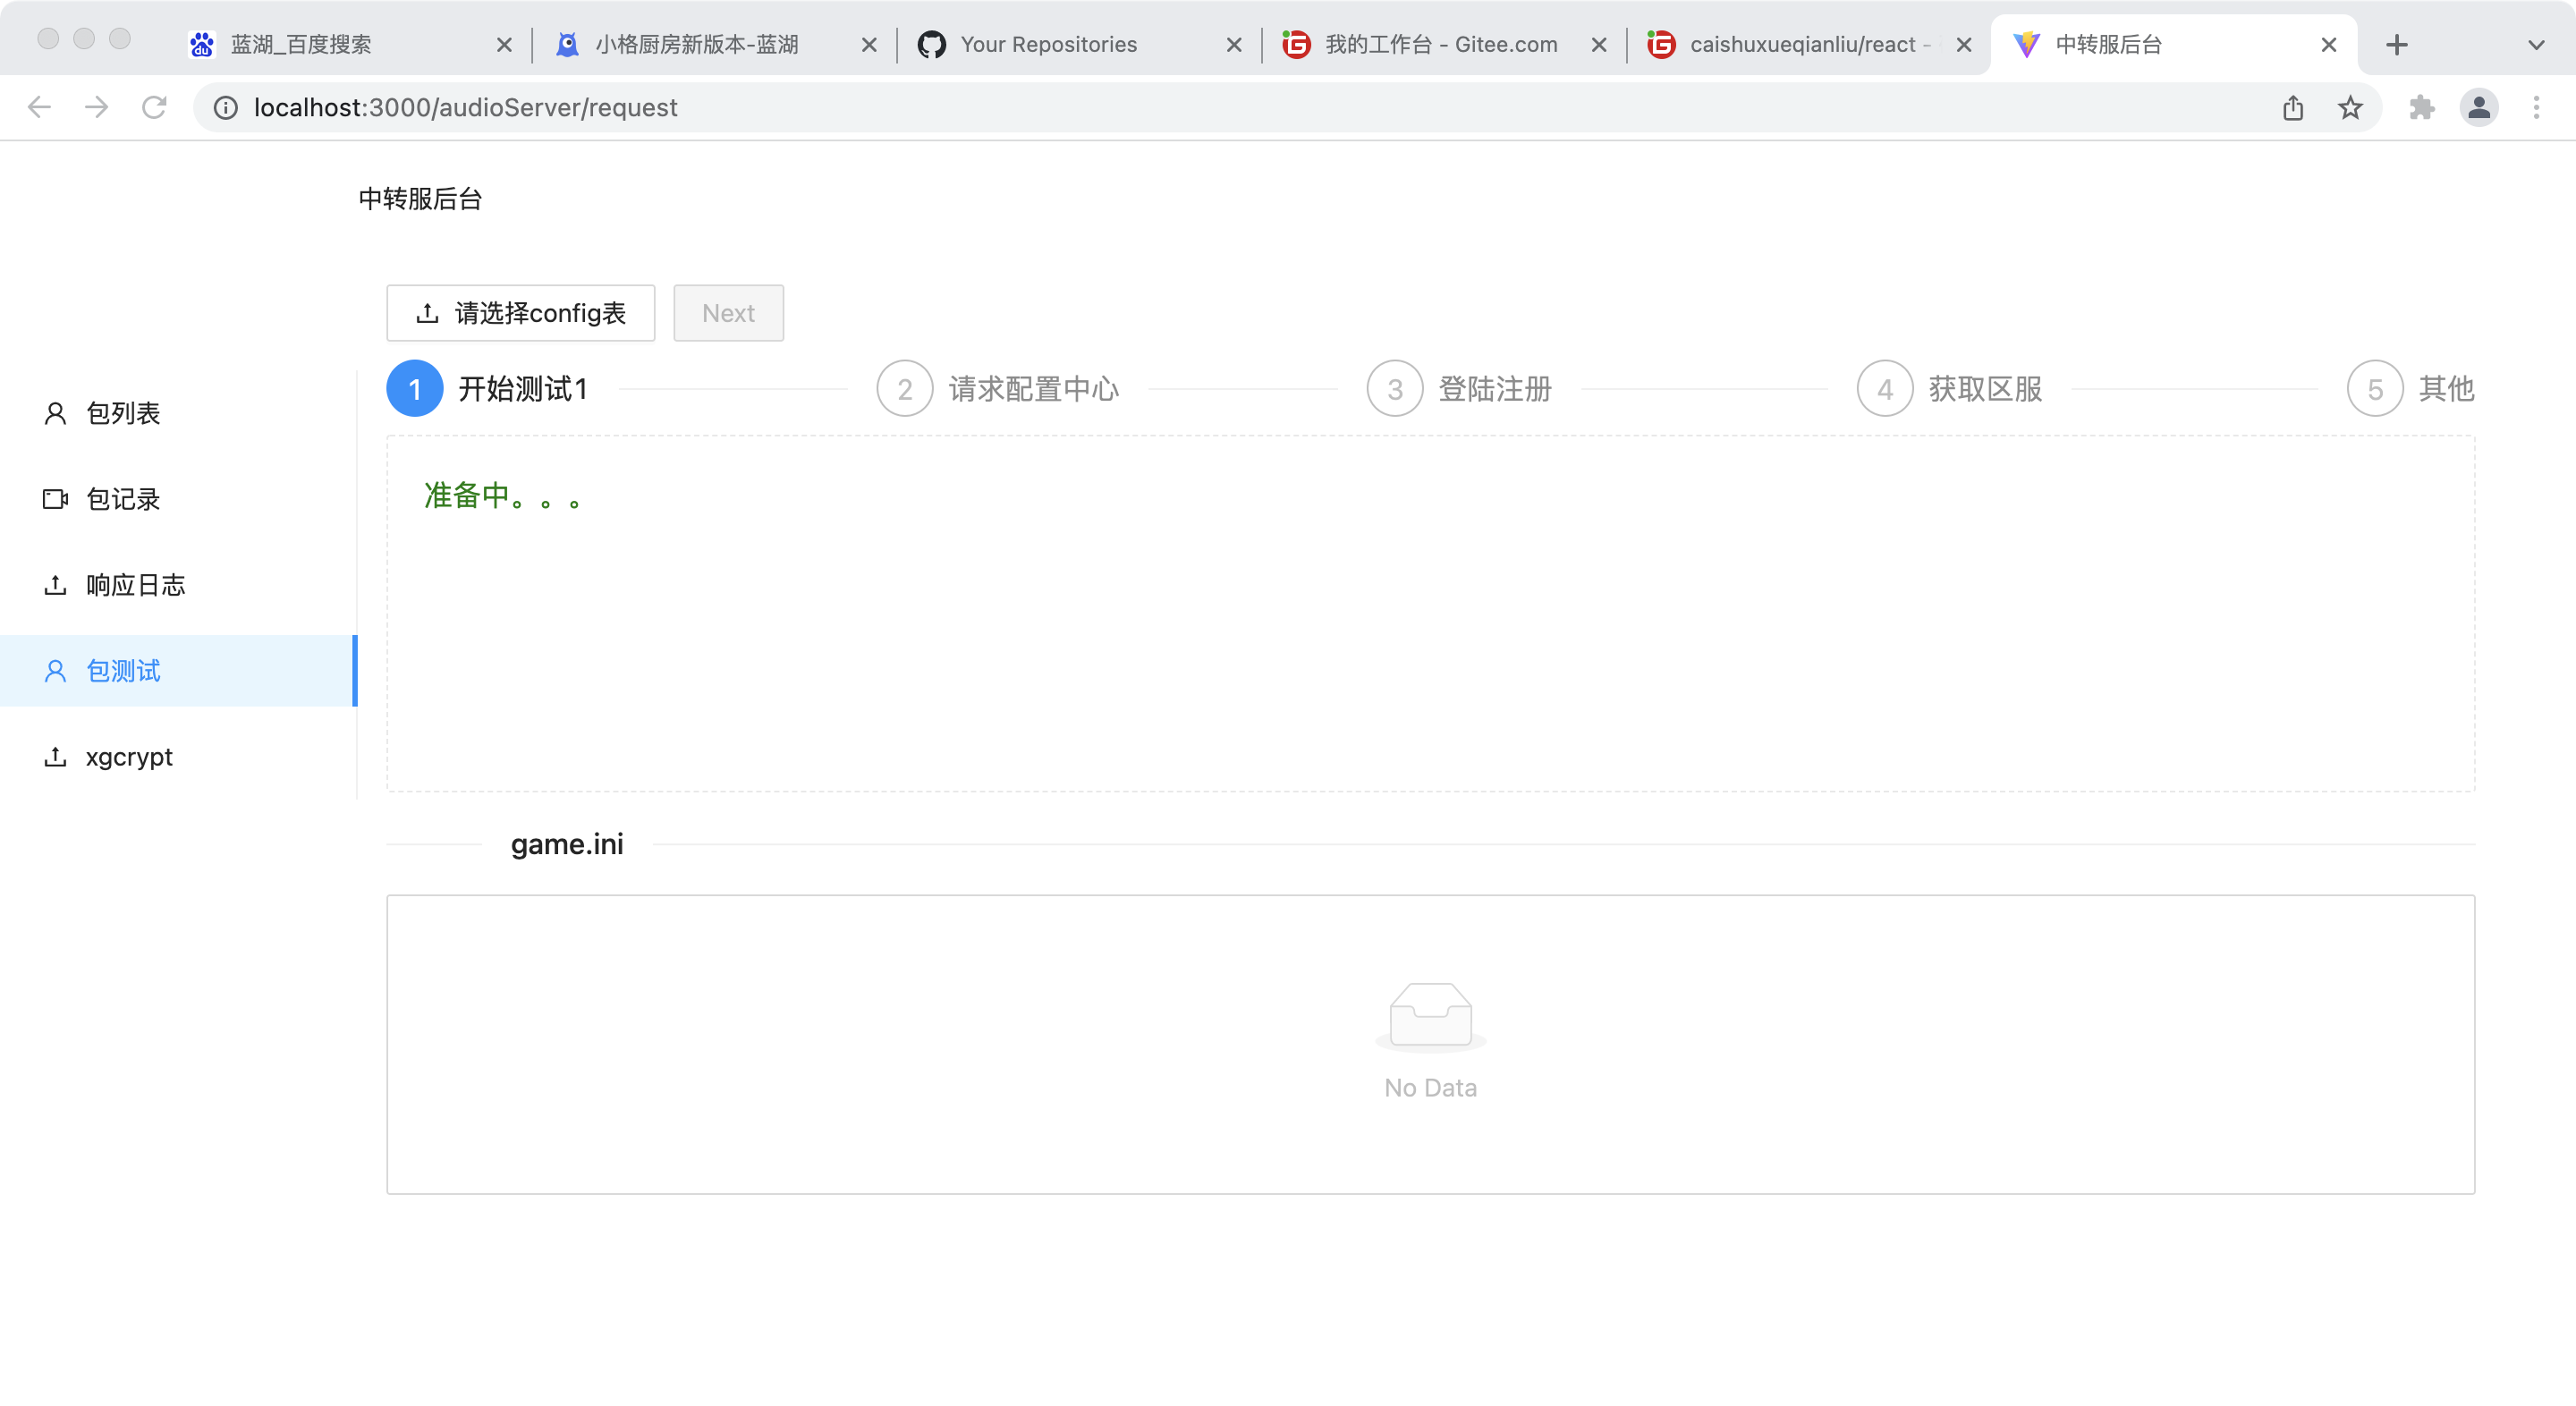 蓝湖_百度搜索
小格厨房新版本-蓝湖
Your Repositories
我的工作台 - Gitee.com
caishuxueqianliu/react -
中转服后台
localhost:3000/audioServer/request
中转服后台
请选择config表
Next
1 开始测试1
2 请求配置中心
3 登陆注册
4 获取区服
5 其他
包列表
包记录
响应日志
包测试
xgcrypt
准备中。。。
game.ini
No Data